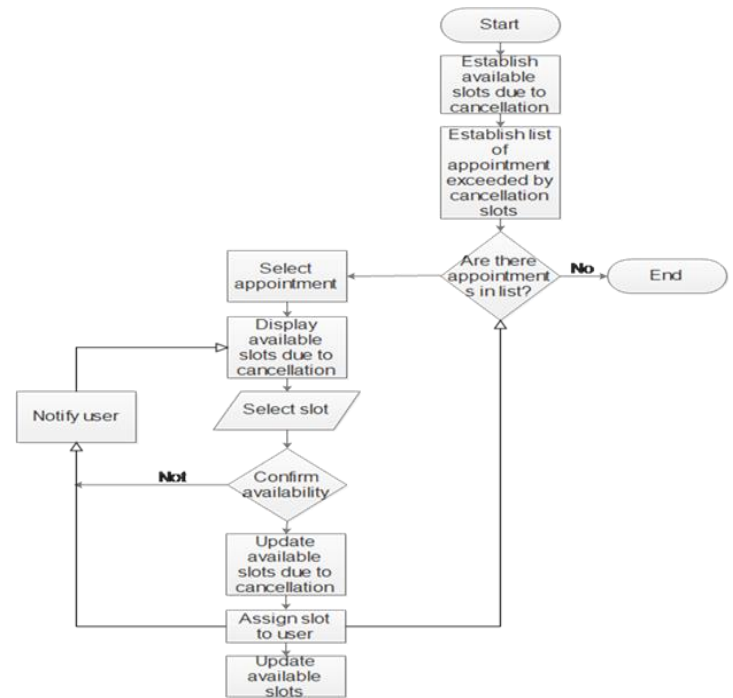 Start
Establish
available
slots due to
cancellation
Establish list
of
appointment
exceeded by
cancellation
slots
Are there
appointment
s in list?
No
End
Select
appointment
Display
available
slots due to
cancellation
Notify user
Select slot
Not
Confirm
availability
Update
available
slots due to
cancellation
Assign slot
to user
Update
available
slots